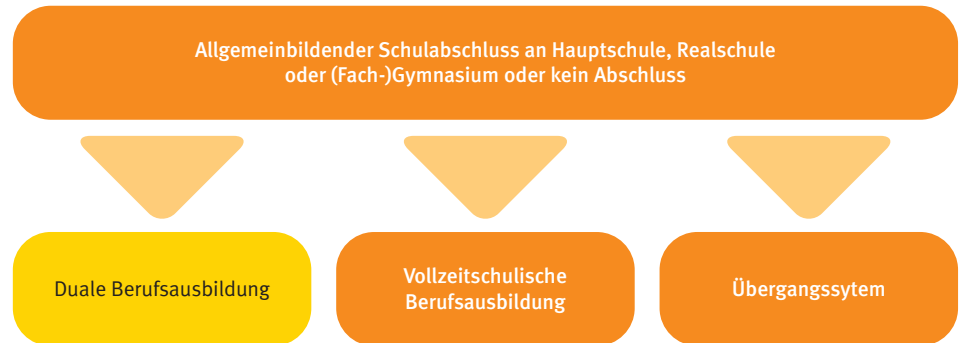 Allgemeinbildender Schulabschluss an Hauptschule, Realschule
oder (Fach-)Gymnasium oder kein Abschluss
Duale Berufsausbildung
Vollzeitschulische
Berufsausbildung
Übergangssytem